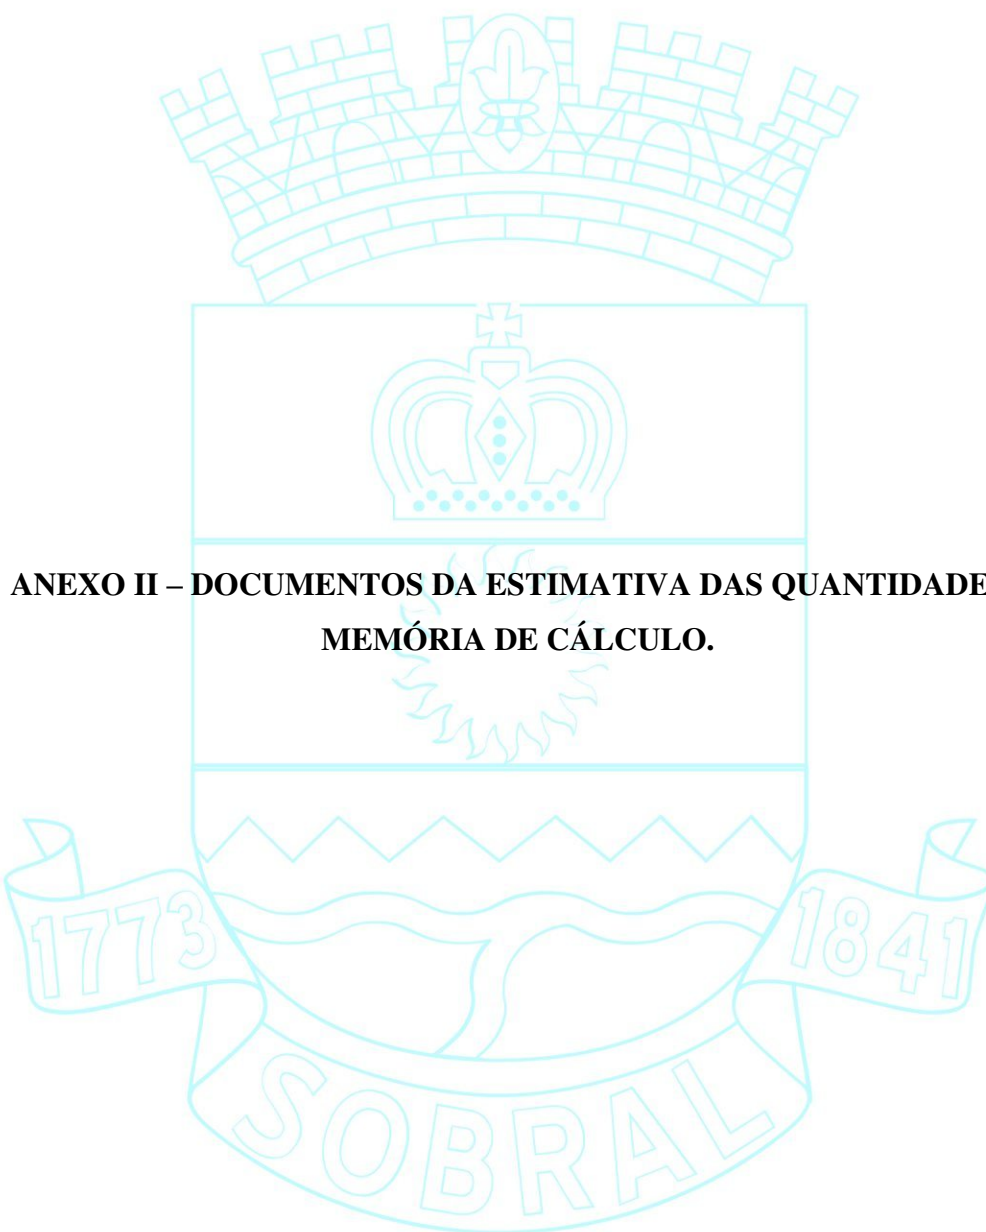 ANEXO II – DOCUMENTOS DA ESTIMATIVA DAS QUANTIDADE
MEMÓRIA DE CÁLCULO.
1773
1841
SOBRAL